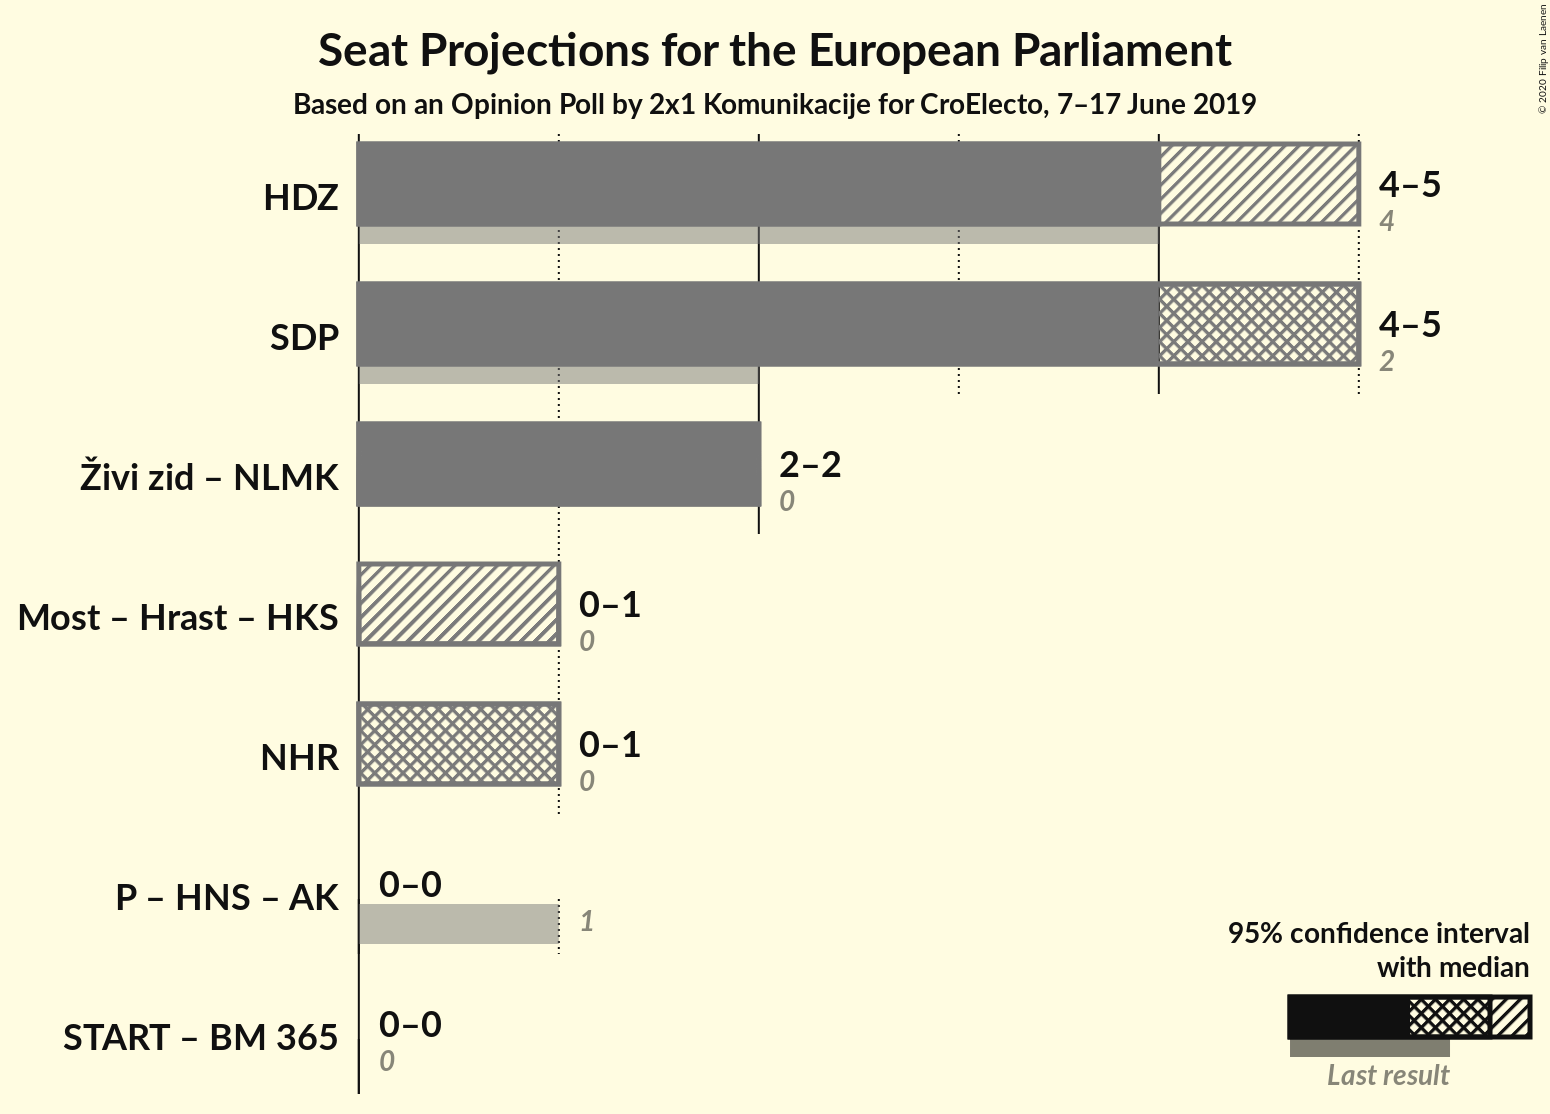 Seat Projections for the European Parliament
Based on an Opinion Poll by 2x1 Komunikacije for CroElecto, 7–17 June 2019
© 2020 Filip van Laenen
HDZ
4–5
4
SDP
4–5
2
Živi zid – NLMK
2–2
0
Most – Hrast – HKS
0–1
0
NHR
0–1
0
P – HNS – AK
0–0
1
START – BM 365
0–0
0
95% confidence interval
with median
Last result